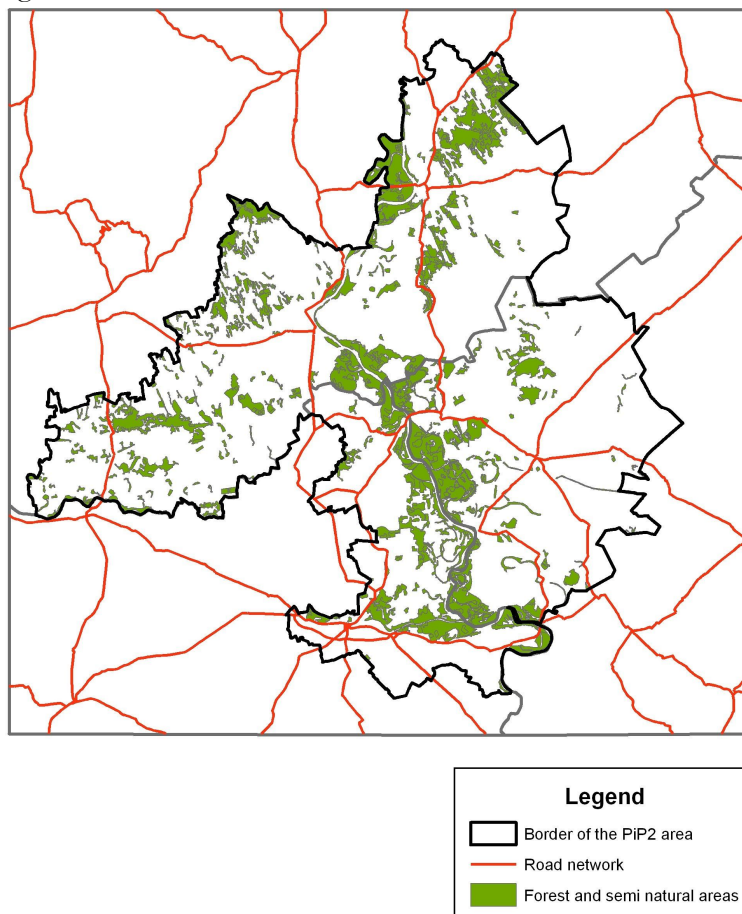 Legend
Border of the PiP2 area
Road network
Forest and semi natural areas